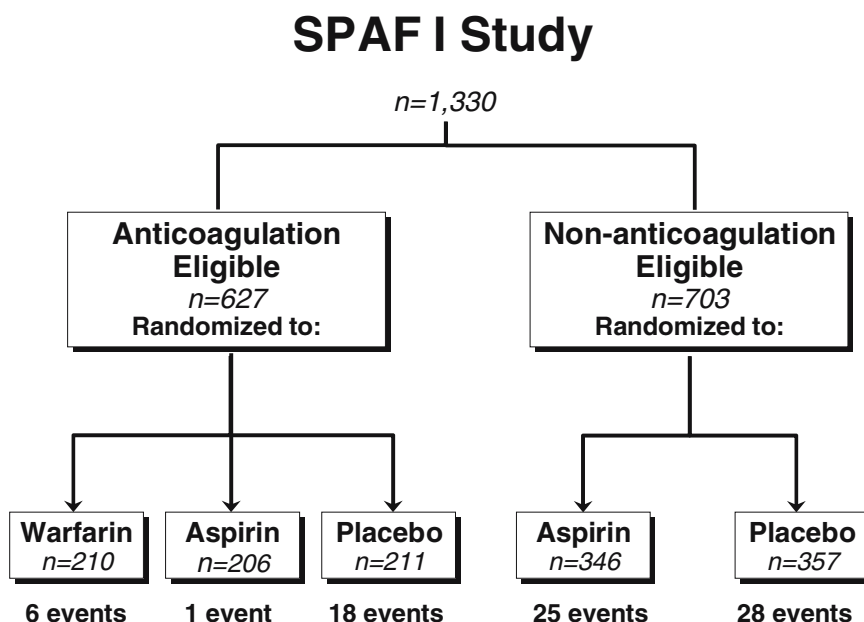 SPAF I Study
n=1,330
Anticoagulation
Eligible
n=627
Randomized to:
Non-anticoagulation
Eligible
n=703
Randomized to:
Warfarin
n=210
Aspirin
n=206
Placebo
n=211
Aspirin
n=346
Placebo
n=357
6 events
1 event
18 events
25 events
28 events